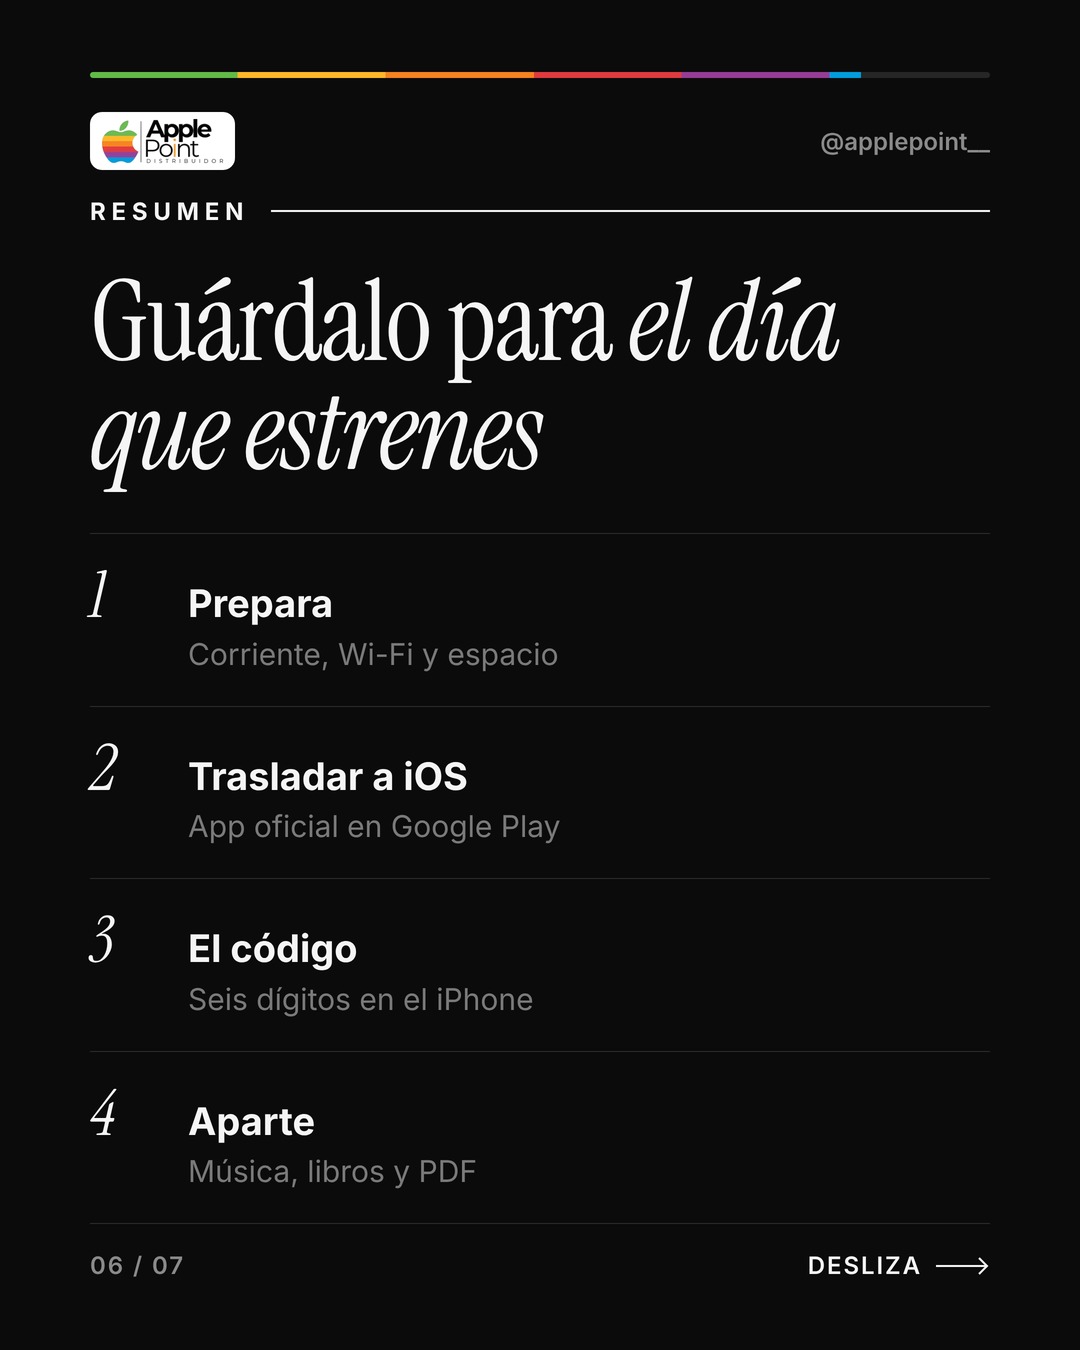 Apple
Point
DISTRIBUIDOR
@applepoint__
RESUMEN
Guárdalo para el día
que estrenes
1
Prepara
Corriente, Wi-Fi y espacio
2
Trasladar a iOS
App oficial en Google Play
3
El código
Seis dígitos en el iPhone
4
Aparte
Música, libros y PDF
06 / 07
DESLIZA